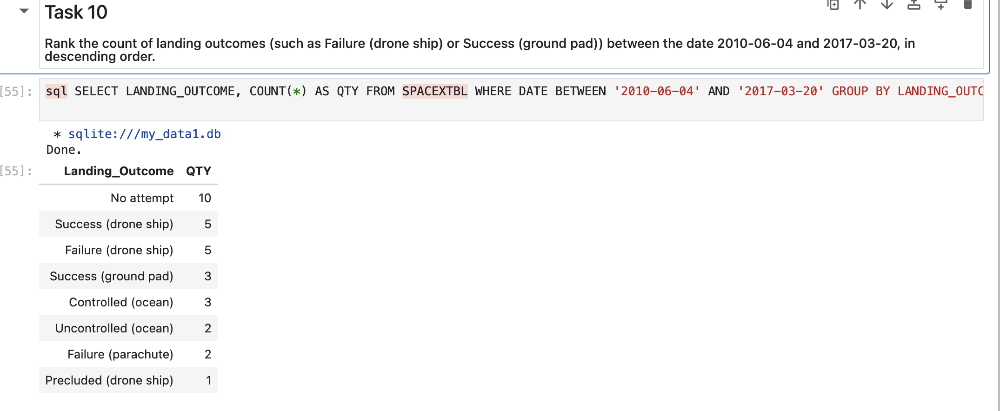 Task 10
Rank the count of landing outcomes (such as Failure (drone ship) or Success (ground pad)) between the date 2010-06-04 and 2017-03-20, in
descending order.
[55]: sql SELECT LANDING_OUTCOME, COUNT(*) AS QTY FROM SPACEXTBL WHERE DATE BETWEEN '2010-06-04' AND '2017-03-20' GROUP BY LANDING_OUTC
* sqlite:///my_data1.db
Done.
[55]: Landing_Outcome QTY
No attempt 10
Success (drone ship) 5
Failure (drone ship) 5
Success (ground pad) 3
Controlled (ocean) 3
Uncontrolled (ocean) 2
Failure (parachute) 2
Precluded (drone ship) 1